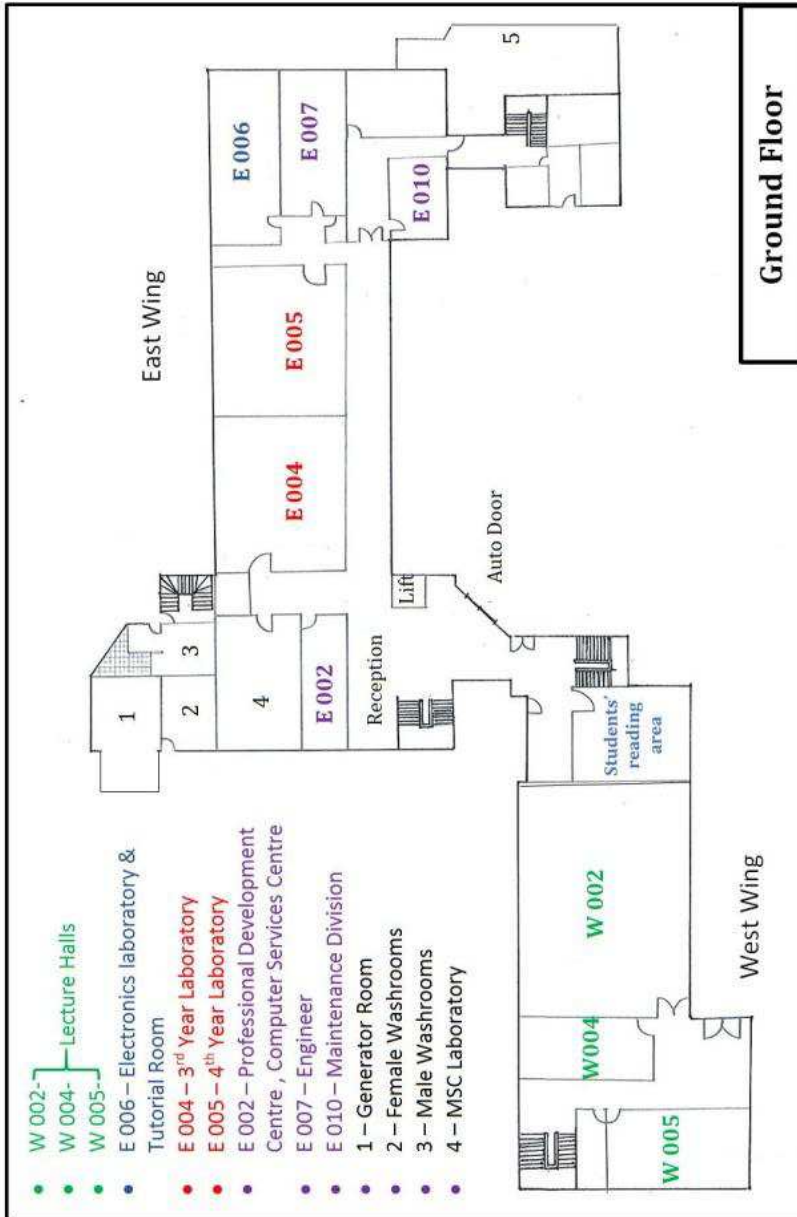 W 002-
W 004- Lecture Halls
W 005-
E 006 – Electronics laboratory &
Tutorial Room
E 004 – 3rd Year Laboratory
E 005 – 4th Year Laboratory
E 002 – Professional Development
Centre , Computer Services Centre
E 007 – Engineer
E 010 – Maintenance Division
1 – Generator Room
2 – Female Washrooms
3 – Male Washrooms
4 – MSC Laboratory
East Wing
1
2
3
4
E 002
Reception
Lift
Auto Door
E 004
E 005
E 006
E 007
E 010
5
Students'
reading
area
W 002
W004
W 005
West Wing
Ground Floor